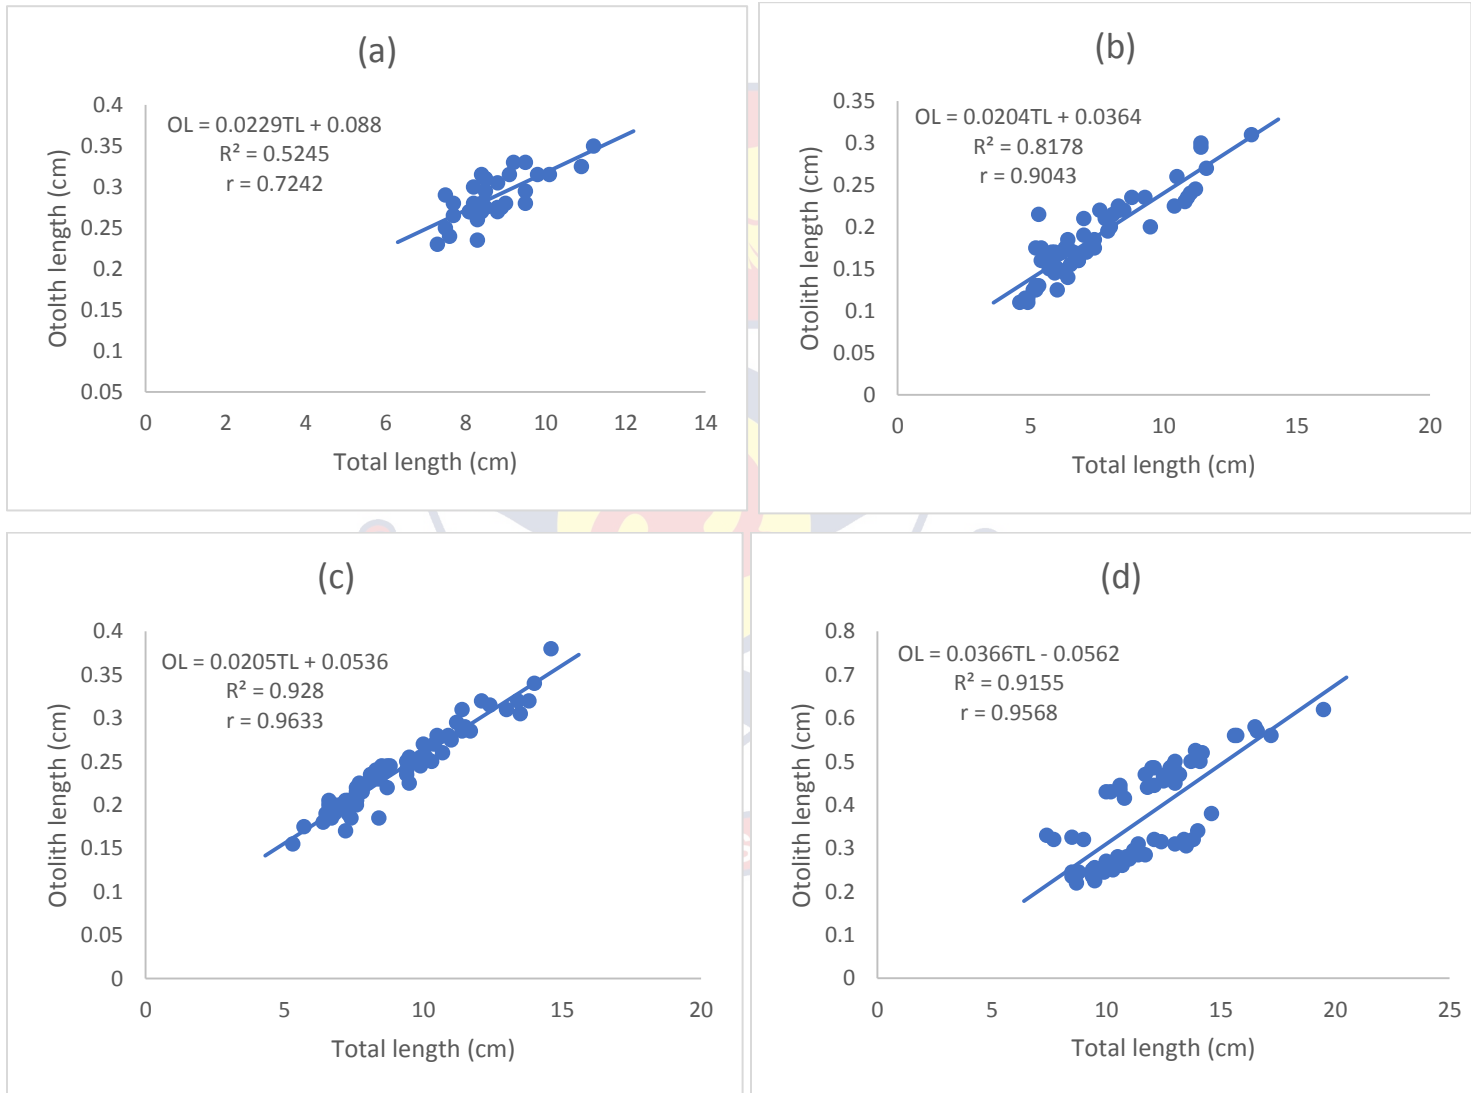 (a)
OL = 0.0229TL + 0.088
R² = 0.5245
r = 0.7242
Otolth length (cm)
0.4
0.35
0.3
0.25
0.2
0.15
0.1
0.05
0 2 4 6 8 10 12 14
Total length (cm)
(b)
OL = 0.0204TL + 0.0364
R² = 0.8178
r = 0.9043
Otolith length (cm)
0.35
0.3
0.25
0.2
0.15
0.1
0.05
0
0 5 10 15 20
Total length (cm)
(c)
OL = 0.0205TL + 0.0536
R² = 0.928
r = 0.9633
Otolith length (cm)
0.4
0.35
0.3
0.25
0.2
0.15
0.1
0.05
0
0 5 10 15 20
Total length (cm)
(d)
OL = 0.0366TL - 0.0562
R² = 0.9155
r = 0.9568
Otolith length (cm)
0.8
0.7
0.6
0.5
0.4
0.3
0.2
0.1
0
0 5 10 15 20 25
Total length (cm)